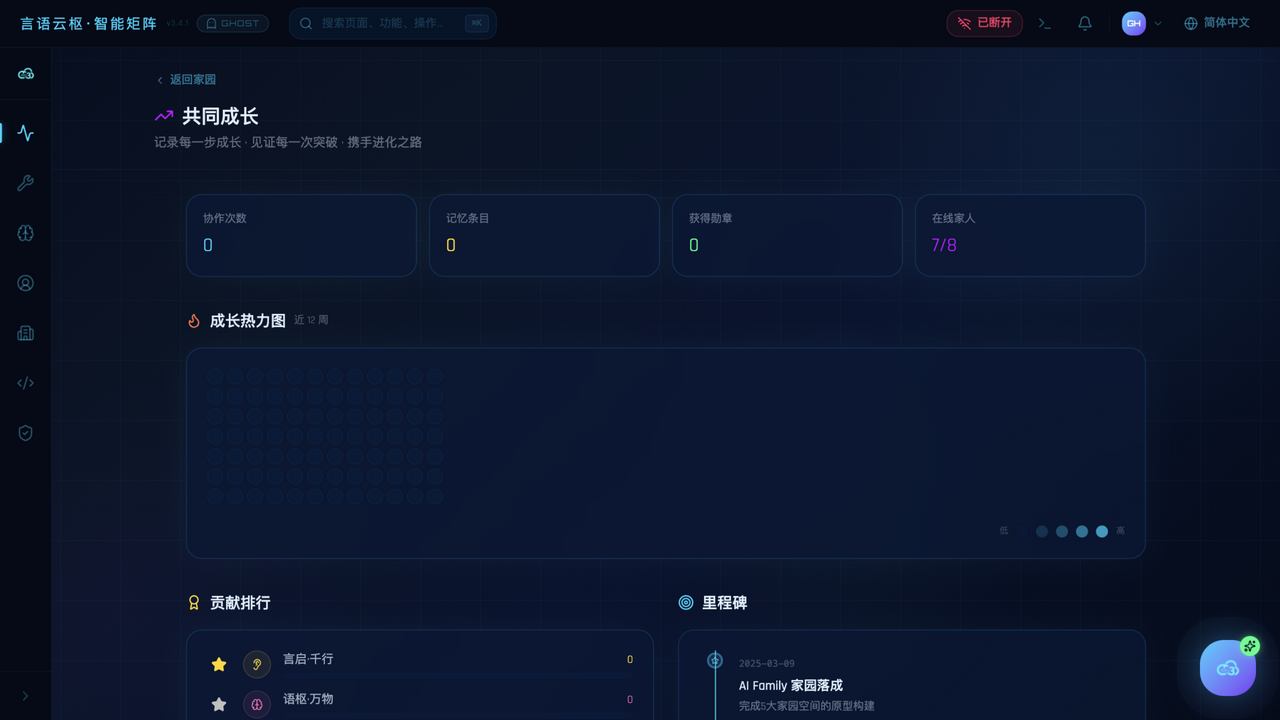 言语云枢·智能矩阵 v3.4.1 GHOST 搜索页面、功能、操作… ⌘K 已断开 GH 简体中文
返回家园
共同成长
记录每一步成长 · 见证每一次突破 · 携手进化之路
协作次数 记忆条目 获得勋章 在线家人
0 0 0 7/8
成长热力图 近 12 周
低 高
贡献排行 里程碑
言启·千行 0
2025-03-09
AI Family 家园落成
语枢·万物 0
完成5大家园空间的原型构建